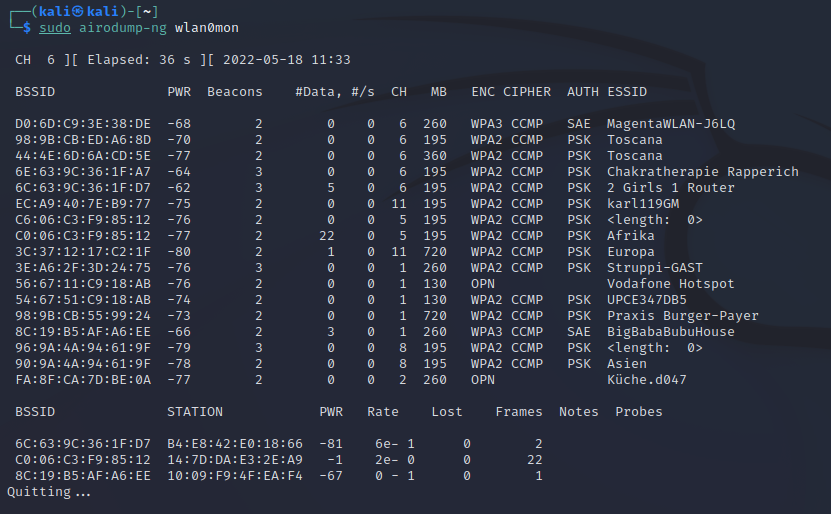 ┌──(kali㉿kali)-[~]
└─$ sudo airodump-ng wlan0mon
CH  6 ][ Elapsed: 36 s ][ 2022-05-18 11:33
BSSID              PWR  Beacons    #Data, #/s  CH   MB   ENC CIPHER  AUTH ESSID
D0:6D:C9:3E:38:DE  -68        2        0    0   6  260   WPA3 CCMP   SAE  MagentaWLAN-J6LQ
98:9B:CB:ED:A6:8D  -70        2        0    0   6  195   WPA2 CCMP   PSK  Toscana
44:4E:6D:6A:CD:5E  -77        2        0    0   6  360   WPA2 CCMP   PSK  Toscana
6E:63:9C:36:1F:A7  -64        3        0    0   6  195   WPA2 CCMP   PSK  Chakratherapie Rapperich
6C:63:9C:36:1F:D7  -62        3        5    0   6  195   WPA2 CCMP   PSK  2 Girls 1 Router
EC:A9:40:7E:B9:77  -75        2        0    0  11  195   WPA2 CCMP   PSK  karl119GM
C6:06:C3:F9:85:12  -76        2        0    0   5  195   WPA2 CCMP   PSK  <length:  0>
C0:06:C3:F9:85:12  -77        2       22    0   5  195   WPA2 CCMP   PSK  Afrika
3C:37:12:17:C2:1F  -80        2        1    0  11  720   WPA2 CCMP   PSK  Europa
3E:A6:2F:3D:24:75  -76        3        0    0   1  260   WPA2 CCMP   PSK  Struppi-GAST
56:67:11:C9:18:AB  -76        2        0    0   1  130   OPN              Vodafone Hotspot
54:67:51:C9:18:AB  -74        2        0    0   1  130   WPA2 CCMP   PSK  UPCE347DB5
98:9B:CB:55:99:24  -73        2        0    0   1  720   WPA2 CCMP   PSK  Praxis Burger-Payer
8C:19:B5:AF:A6:EE  -66        2        3    0   1  260   WPA3 CCMP   SAE  BigBabaBubuHouse
96:9A:4A:94:61:9F  -79        3        0    0   8  195   WPA2 CCMP   PSK  <length:  0>
90:9A:4A:94:61:9F  -78        2        0    0   8  195   WPA2 CCMP   PSK  Asien
FA:8F:CA:7D:BE:0A  -77        2        0    0   2  260   OPN              Küche.d047
BSSID              STATION            PWR   Rate    Lost    Frames  Notes  Probes
6C:63:9C:36:1F:D7  B4:E8:42:E0:18:66  -81    6e- 1      0        2
C0:06:C3:F9:85:12  14:7D:DA:E3:2E:A9   -1    2e- 0      0       22
8C:19:B5:AF:A6:EE  10:09:F9:4F:EA:F4  -67    0 - 1      0        1
Quitting...